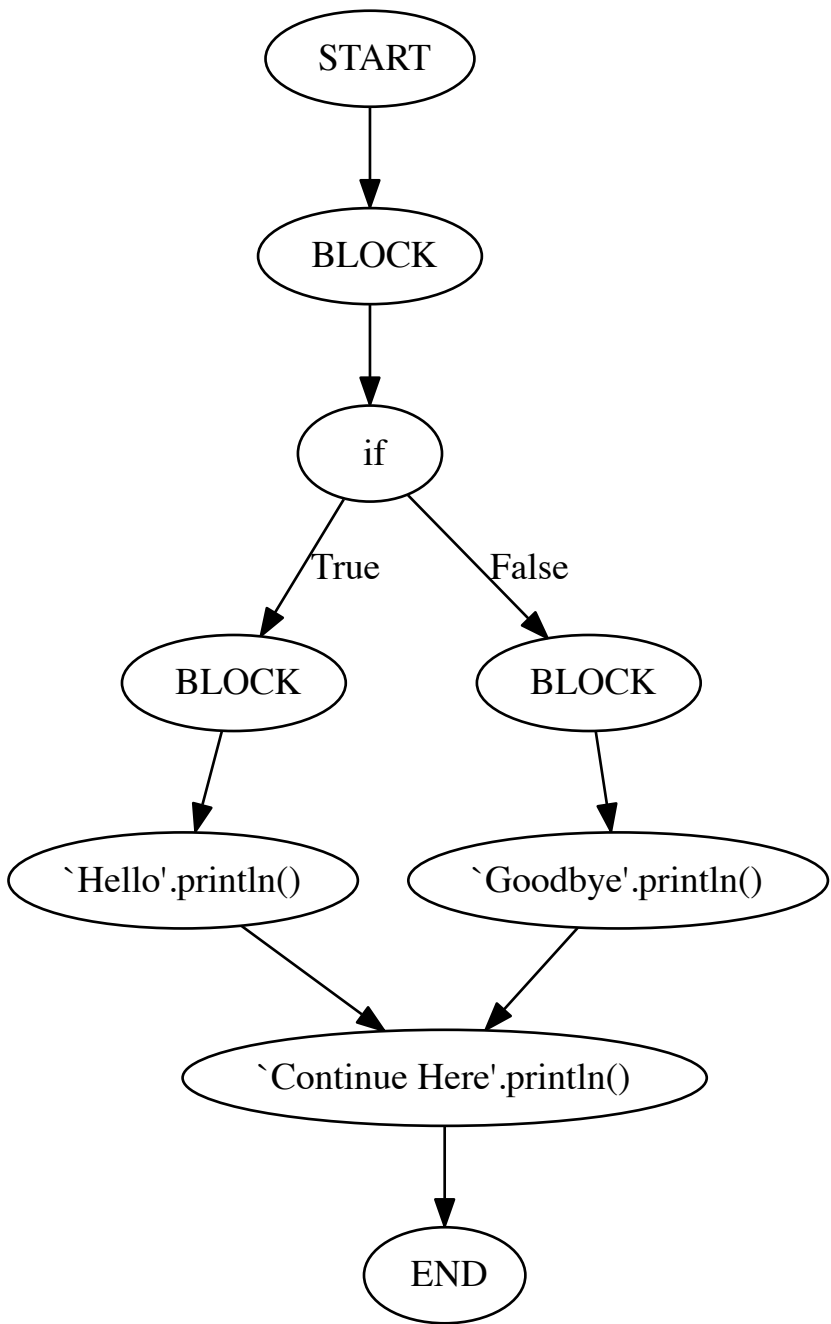 START
BLOCK
if
True
False
BLOCK
BLOCK
`Hello'.println()
`Goodbye'.println()
`Continue Here'.println()
END